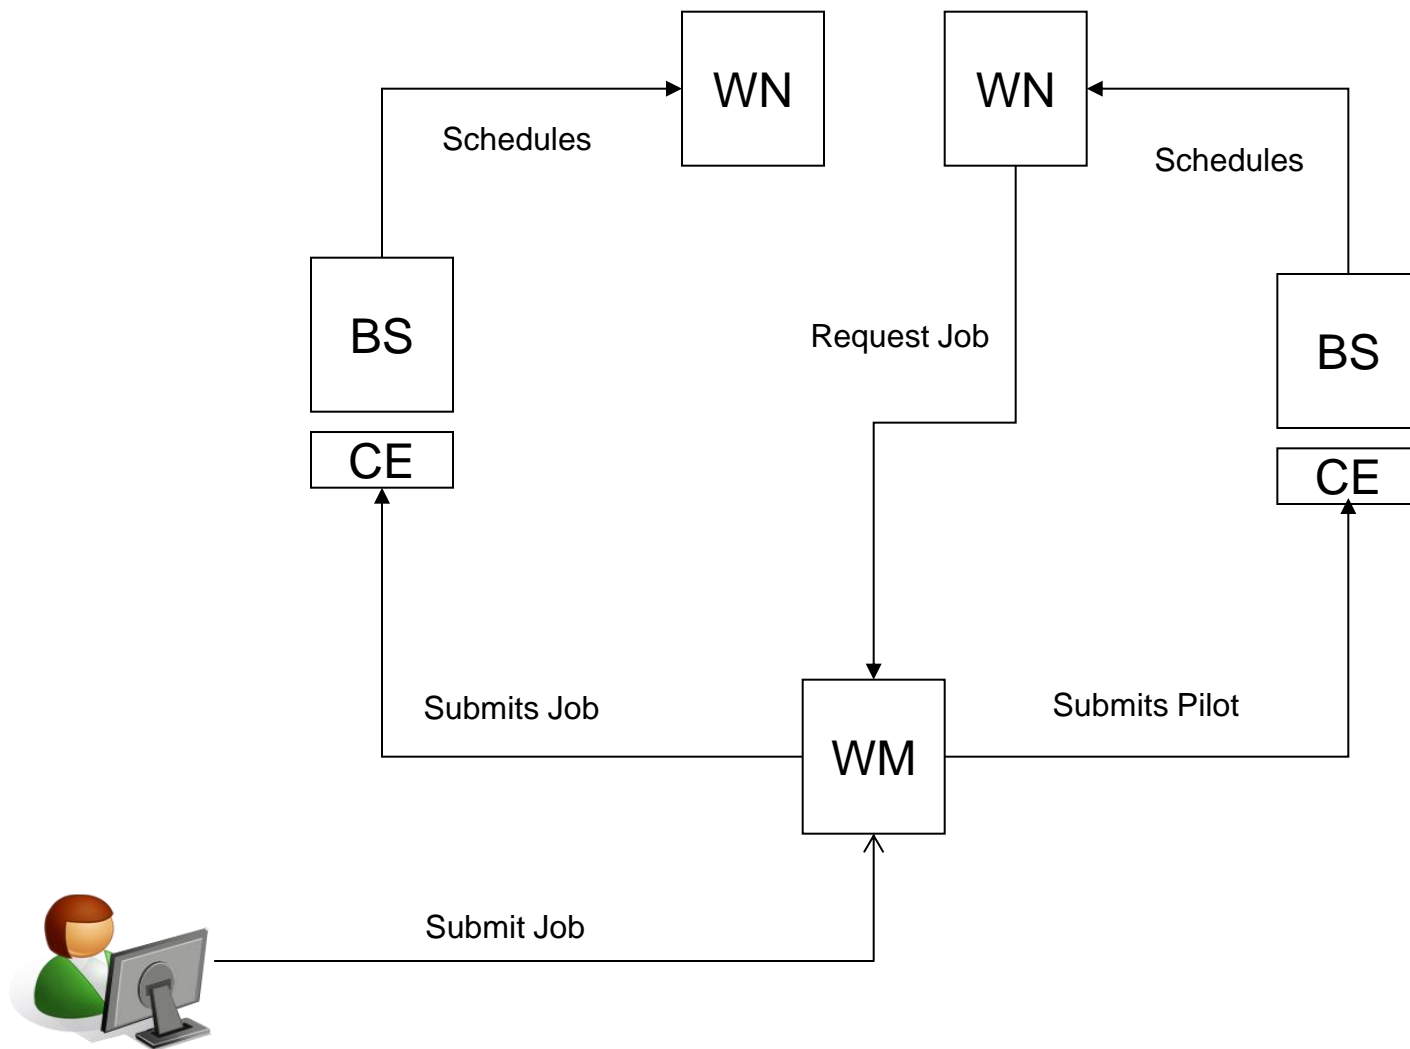 WN
WN
Schedules
Schedules
BS
Request Job
BS
CE
CE
Submits Job
Submits Pilot
WM
Submit Job